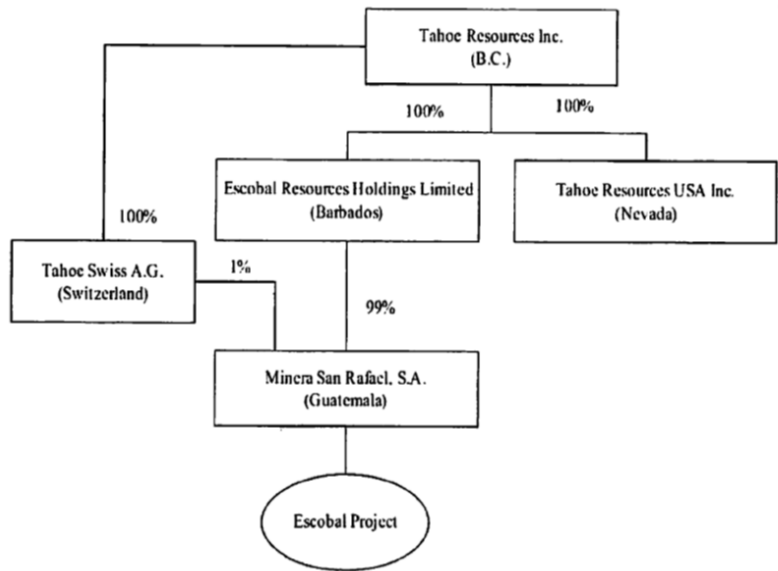 Tahoe Resources Inc.
(B.C.)
100%
100%
Escobal Resources Holdings Limited
(Barbados)
Tahoe Resources USA Inc.
(Nevada)
100%
Tahoe Swiss A.G.
(Switzerland)
1%
99%
Minera San Rafael, S.A.
(Guatemala)
Escobal Project